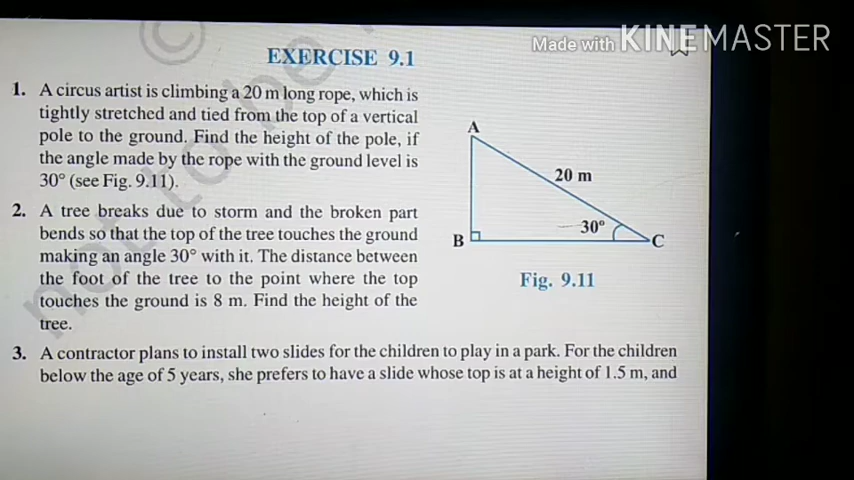 Made with KINEMASTER
EXERCISE 9.1
1. A circus artist is climbing a 20 m long rope, which is
tightly stretched and tied from the top of a vertical
pole to the ground. Find the height of the pole, if
the angle made by the rope with the ground level is
30° (see Fig. 9.11).
A
20 m
30°
B
C
Fig. 9.11
2. A tree breaks due to storm and the broken part
bends so that the top of the tree touches the ground
making an angle 30° with it. The distance between
the foot of the tree to the point where the top
touches the ground is 8 m. Find the height of the
tree.
3. A contractor plans to install two slides for the children to play in a park. For the children
below the age of 5 years, she prefers to have a slide whose top is at a height of 1.5 m, and
©
not to be